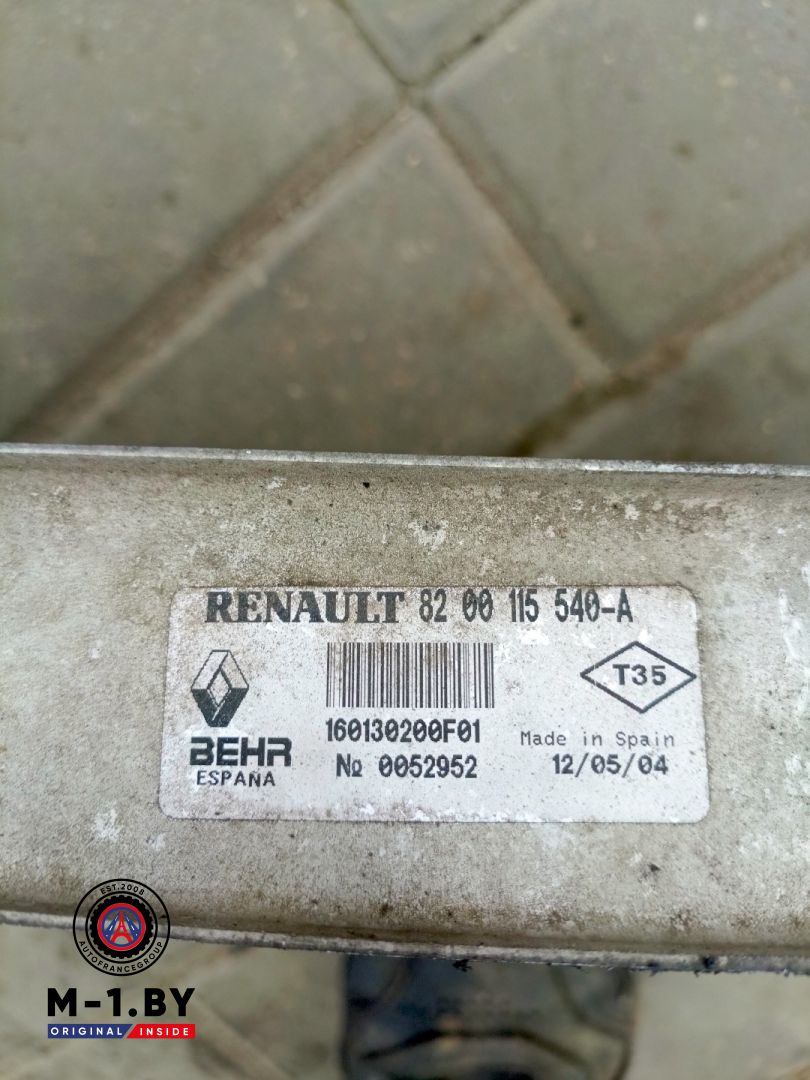 RENAULT 82 00 115 540-A
T35
160130200F01
BEHR
ESPAÑA
Made in Spain
№ 0052952
12/05/04
EST.2008
AUTOFRANCEGROUP
M-1.BY
ORIGINAL INSIDE